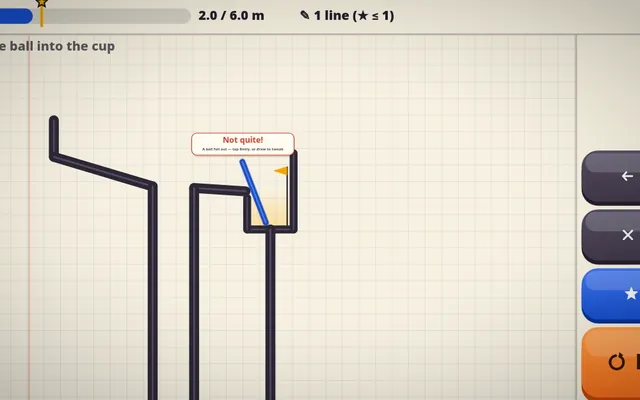 2.0 / 6.0 m
✎ 1 line (★ ≤ 1)
e ball into the cup
Not quite!